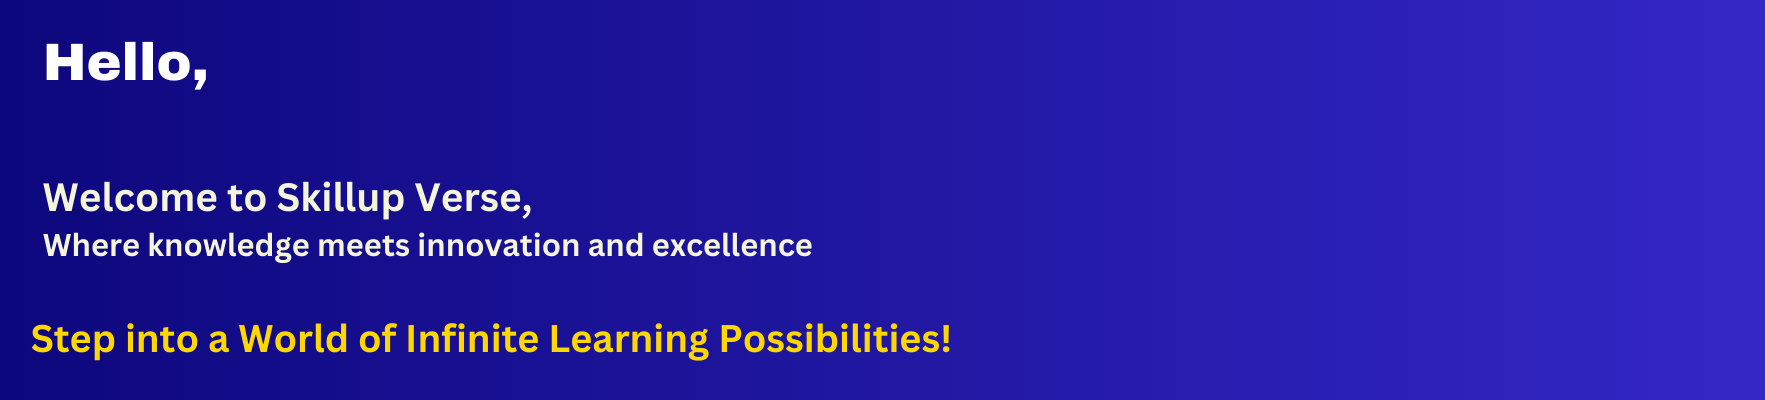 Hello,
Welcome to Skillup Verse,
Where knowledge meets innovation and excellence
Step into a World of Infinite Learning Possibilities!